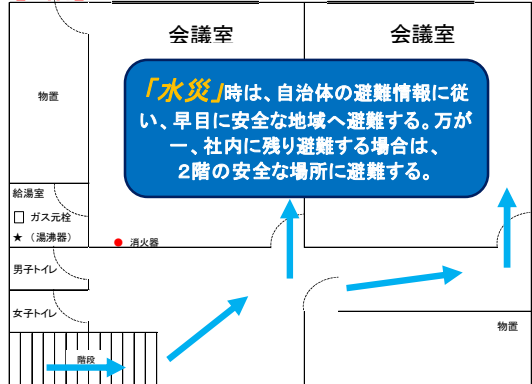 会議室
会議室
「水災」時は、自治体の避難情報に従
い、早目に安全な地域へ避難する。万が
一、社内に残り避難する場合は、
２階の安全な場所に避難する。
物置
給湯室
ガス元栓
★（湯沸器）
消火器
男子トイレ
女子トイレ
階段
物置